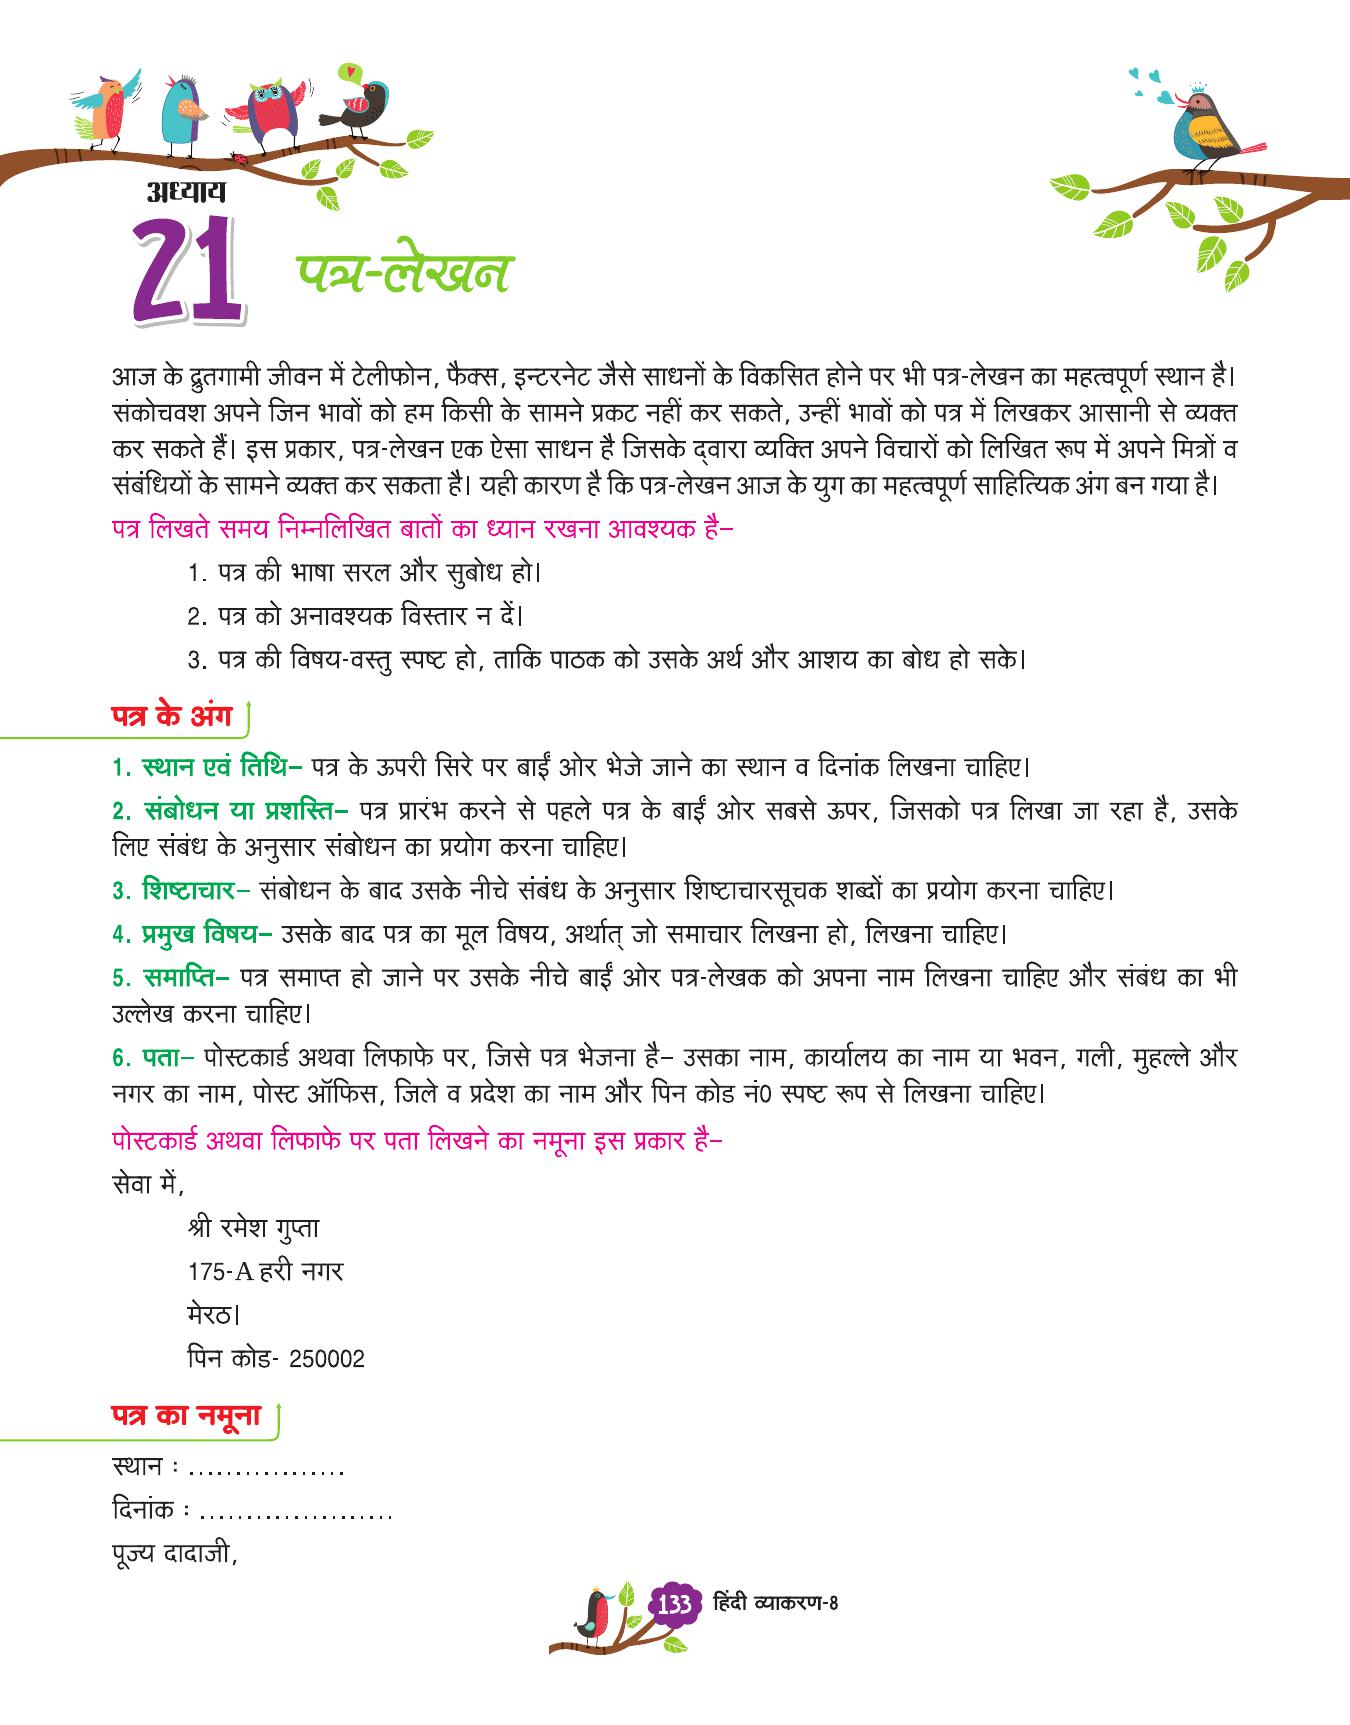 अध्याय
21
पत्र-लेखन
आज के द्रुतगामी जीवन में टेलीफोन, फैक्स, इन्टरनेट जैसे साधनों के विकसित होने पर भी पत्र-लेखन का महत्वपूर्ण स्थान है।
संकोचवश अपने जिन भावों को हम किसी के सामने प्रकट नहीं कर सकते, उन्हीं भावों को पत्र में लिखकर आसानी से व्यक्त
कर सकते हैं। इस प्रकार, पत्र-लेखन एक ऐसा साधन है जिसके द्वारा व्यक्ति अपने विचारों को लिखित रूप में अपने मित्रों व
संबंधियों के सामने व्यक्त कर सकता है। यही कारण है कि पत्र-लेखन आज के युग का महत्वपूर्ण साहित्यिक अंग बन गया है।
पत्र लिखते समय निम्नलिखित बातों का ध्यान रखना आवश्यक है–
1. पत्र की भाषा सरल और सुबोध हो।
2. पत्र को अनावश्यक विस्तार न दें।
3. पत्र की विषय-वस्तु स्पष्ट हो, ताकि पाठक को उसके अर्थ और आशय का बोध हो सके।
पत्र के अंग
1. स्थान एवं तिथि– पत्र के ऊपरी सिरे पर बाईं ओर भेजे जाने का स्थान व दिनांक लिखना चाहिए।
2. संबोधन या प्रशस्ति– पत्र प्रारंभ करने से पहले पत्र के बाईं ओर सबसे ऊपर, जिसको पत्र लिखा जा रहा है, उसके
लिए संबंध के अनुसार संबोधन का प्रयोग करना चाहिए।
3. शिष्टाचार– संबोधन के बाद उसके नीचे संबंध के अनुसार शिष्टाचारसूचक शब्दों का प्रयोग करना चाहिए।
4. प्रमुख विषय– उसके बाद पत्र का मूल विषय, अर्थात् जो समाचार लिखना हो, लिखना चाहिए।
5. समाप्ति– पत्र समाप्त हो जाने पर उसके नीचे बाईं ओर पत्र-लेखक को अपना नाम लिखना चाहिए और संबंध का भी
उल्लेख करना चाहिए।
6. पता– पोस्टकार्ड अथवा लिफाफे पर, जिसे पत्र भेजना है– उसका नाम, कार्यालय का नाम या भवन, गली, मुहल्ले और
नगर का नाम, पोस्ट ऑफिस, जिले व प्रदेश का नाम और पिन कोड नं0 स्पष्ट रूप से लिखना चाहिए।
पोस्टकार्ड अथवा लिफाफे पर पता लिखने का नमूना इस प्रकार है–
सेवा में,
श्री रमेश गुप्ता
175-A हरी नगर
मेरठ।
पिन कोड- 250002
पत्र का नमूना
स्थान : .................
दिनांक : .....................
पूज्य दादाजी,
133 हिंदी व्याकरण-8